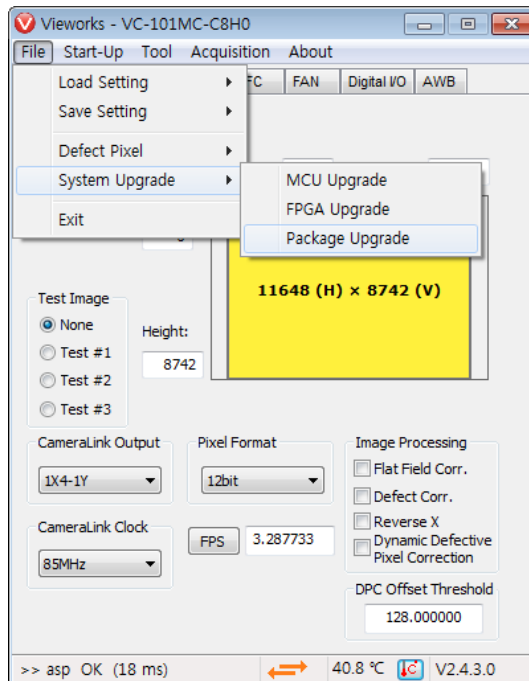 Vieworks - VC-101MC-C8H0
File Start-Up Tool Acquisition About
FC FAN Digital I/O AWB
Load Setting
Save Setting
Defect Pixel
System Upgrade
Exit
MCU Upgrade
FPGA Upgrade
Package Upgrade
11648 (H) × 8742 (V)
Test Image
None
Test #1
Test #2
Test #3
Height:
8742
CameraLink Output
1X4-1Y
Pixel Format
12bit
Image Processing
Flat Field Corr.
Defect Corr.
Reverse X
Dynamic Defective
Pixel Correction
CameraLink Clock
85MHz
FPS 3.287733
DPC Offset Threshold
128.000000
>> asp OK (18 ms) 40.8 ℃ V2.4.3.0